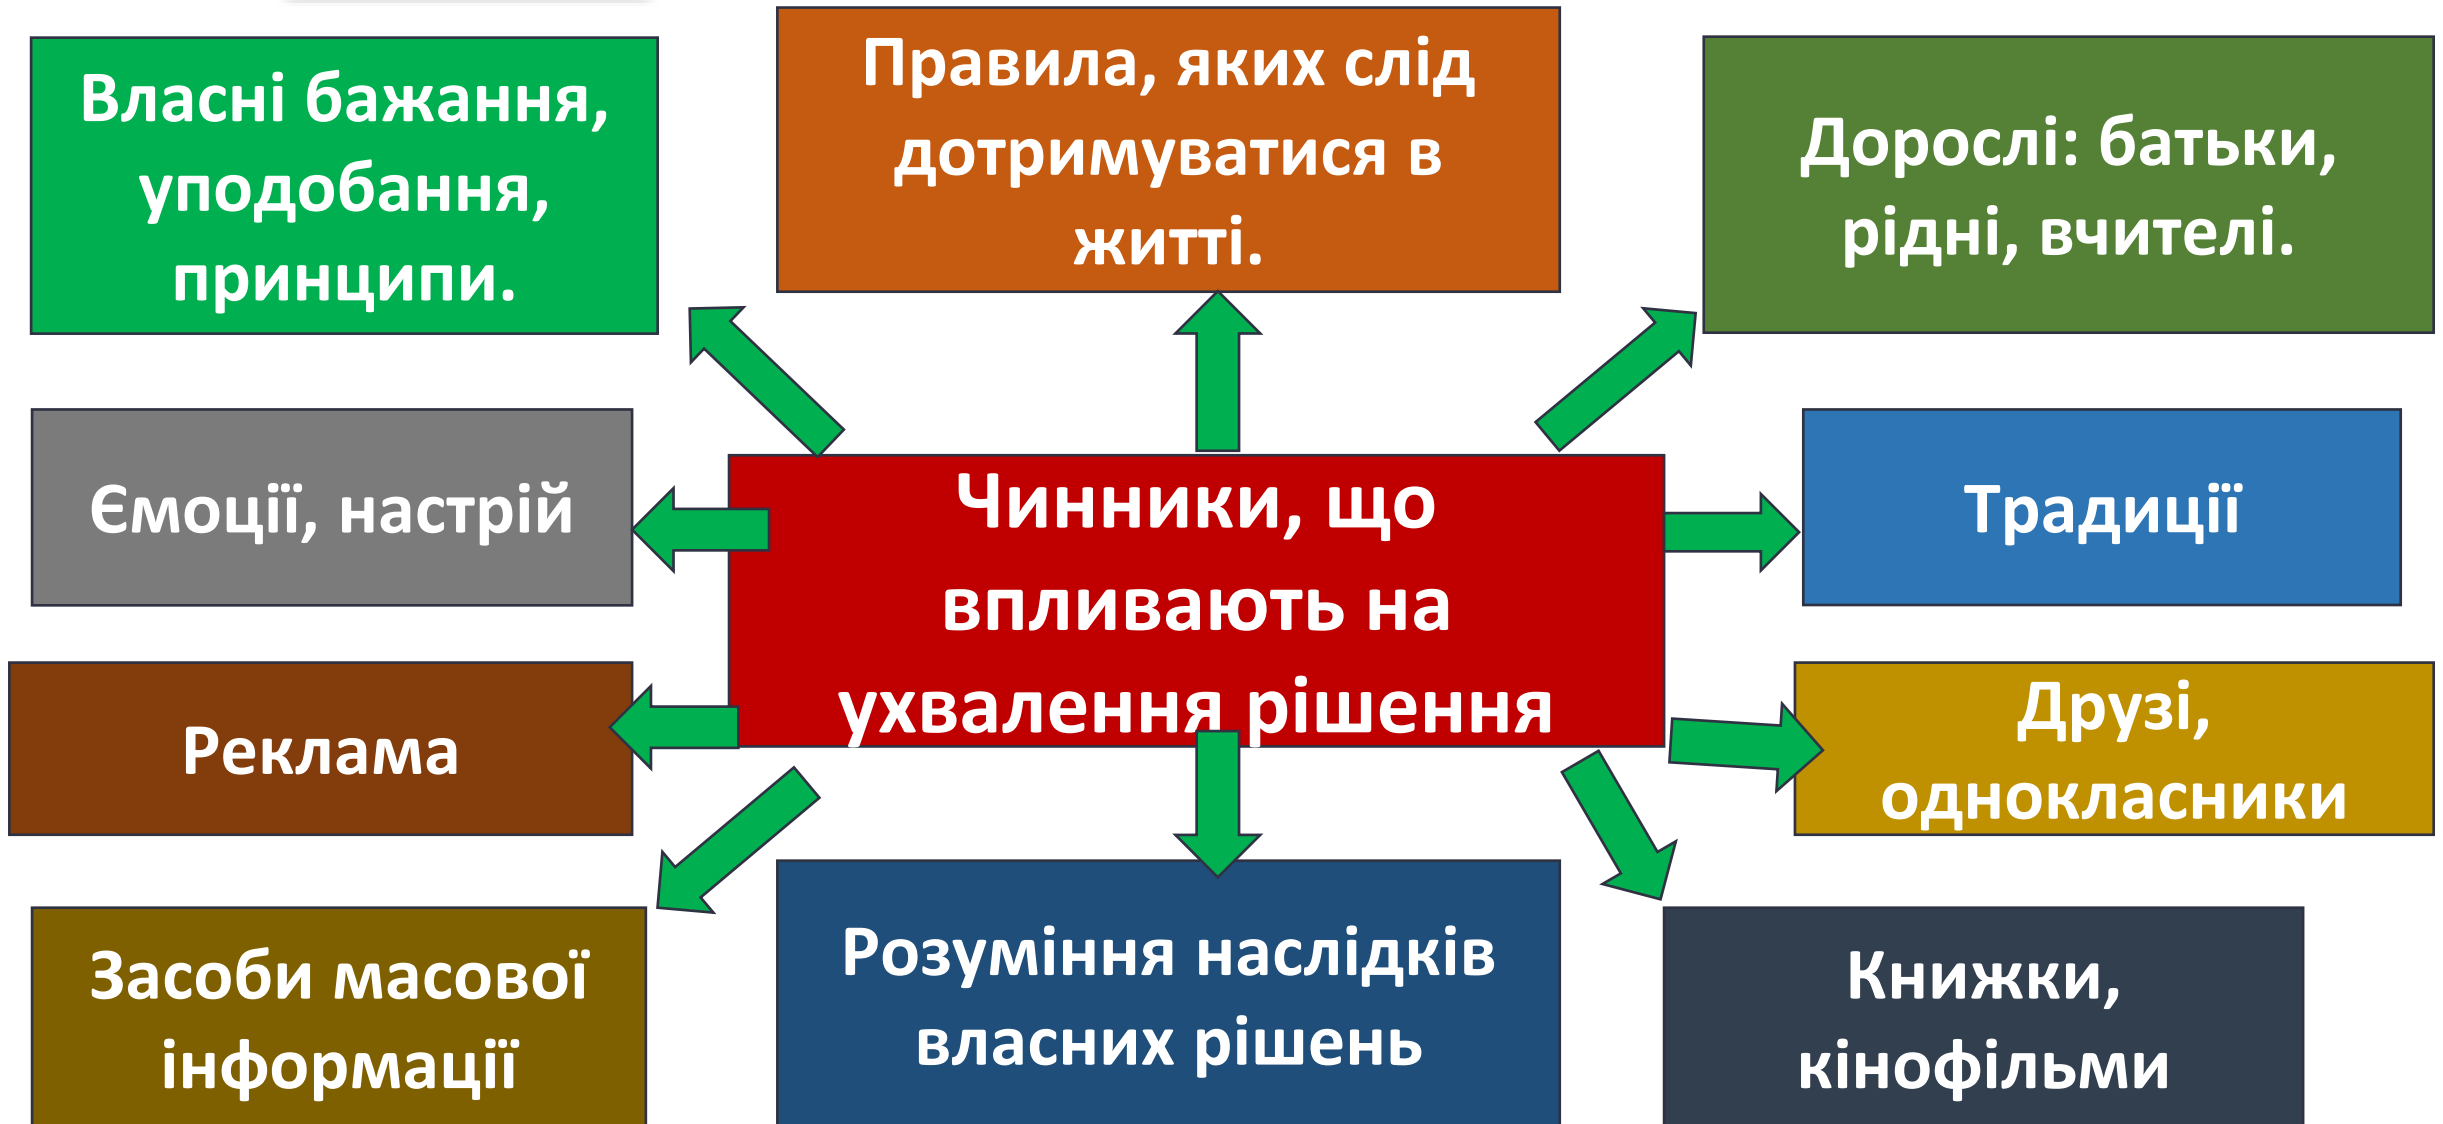 Власні бажання,
уподобання,
принципи.
Правила, яких слід
дотримуватися в
житті.
Дорослі: батьки,
рідні, вчителі.
Ємоції, настрій
Чинники, що
впливають на
ухвалення рішення
Традиції
Реклама
Друзі,
однокласники
Засоби масової
інформації
Розуміння наслідків
власних рішень
Книжки,
кінофільми